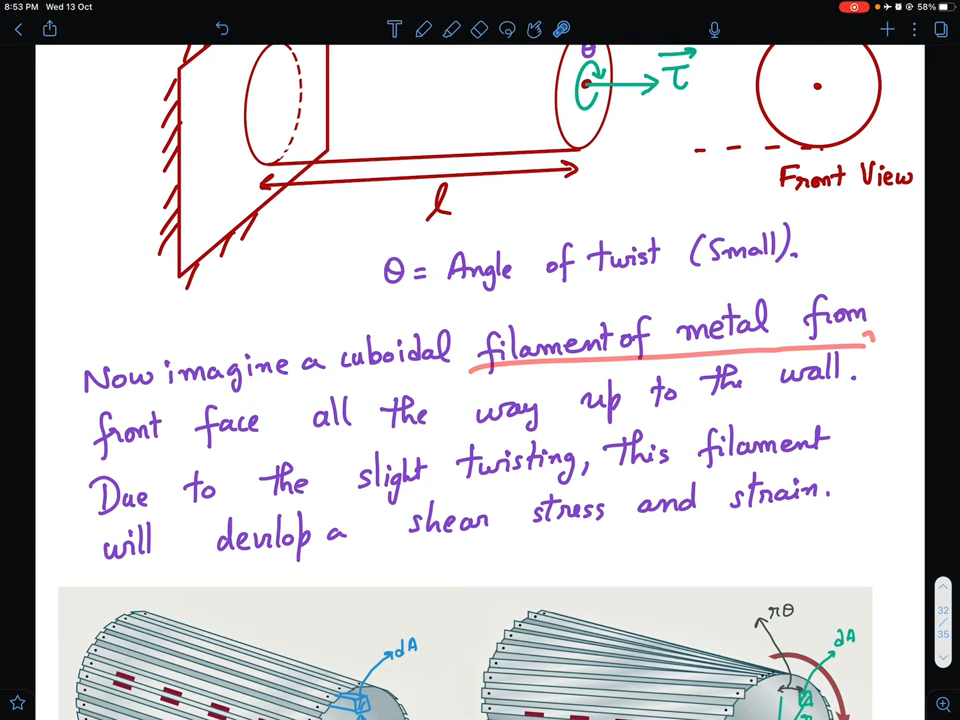 8:53 PM Wed 13 Oct
58%
θ
τ
l
Front View
θ = Angle of twist (Small).
Now imagine a cuboidal filament of metal from
front face all the way up to the wall.
Due to the slight twisting, this filament
will devlop a shear stress and strain.
rθ
dA
dA
32
35